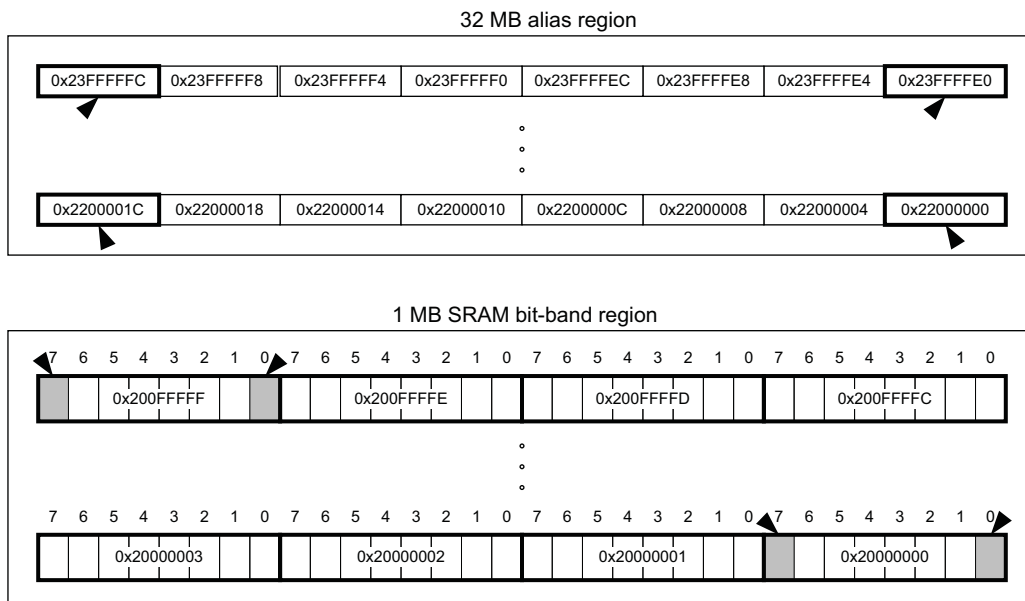 32 MB alias region
0x23FFFFFC 0x23FFFFF8 0x23FFFFF4 0x23FFFFF0 0x23FFFFEC 0x23FFFFE8 0x23FFFFE4 0x23FFFFE0
0x2200001C 0x22000018 0x22000014 0x22000010 0x2200000C 0x22000008 0x22000004 0x22000000
1 MB SRAM bit-band region
7 6 5 4 3 2 1 0 7 6 5 4 3 2 1 0 7 6 5 4 3 2 1 0 7 6 5 4 3 2 1 0
0x200FFFFF 0x200FFFFE 0x200FFFFD 0x200FFFFC
7 6 5 4 3 2 1 0 7 6 5 4 3 2 1 0 7 6 5 4 3 2 1 0 7 6 5 4 3 2 1 0
0x20000003 0x20000002 0x20000001 0x20000000